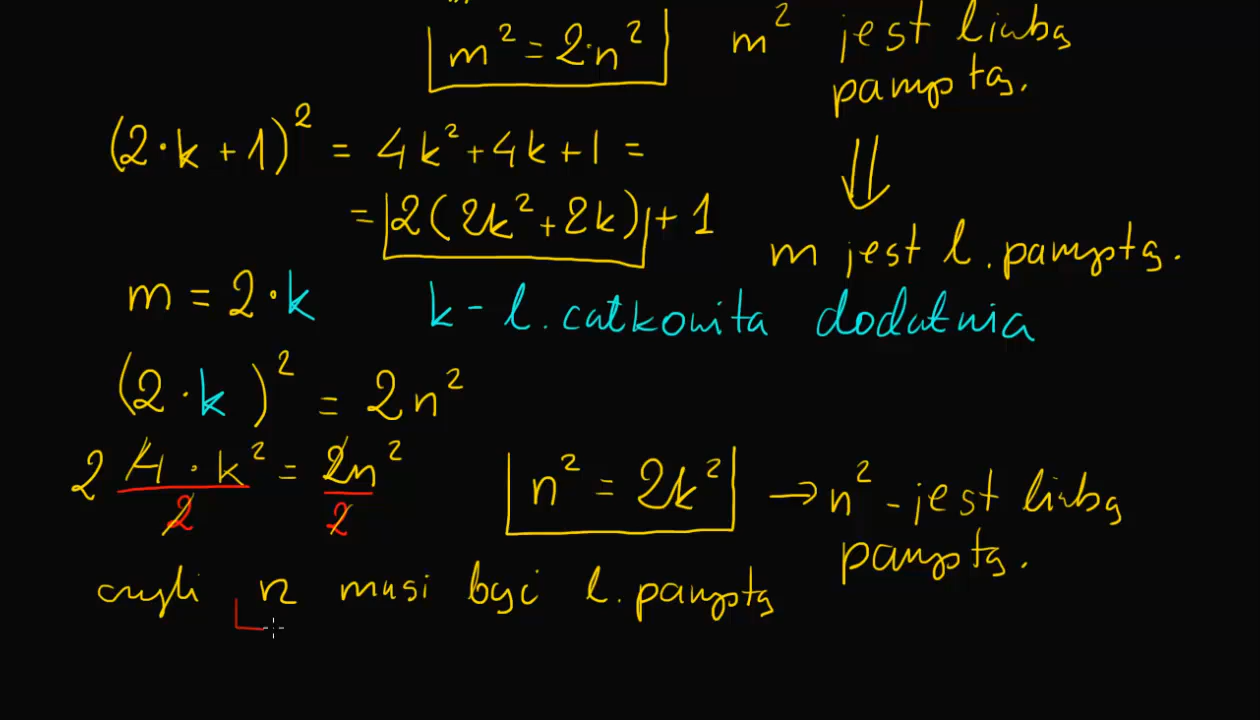 m² = 2·n² m² jest liczbą
parzystą.
(2·k+1)² = 4k²+4k+1 =
= 2(2k²+2k)+1
⇓
m jest l. parzystą.
m = 2·k k - l. całkowita dodatnia
(2·k)² = 2n²
2 4·k²/2 = 2n²/2
n² = 2k² → n² - jest liczbą
parzystą.
czyli n musi być l. parzystą